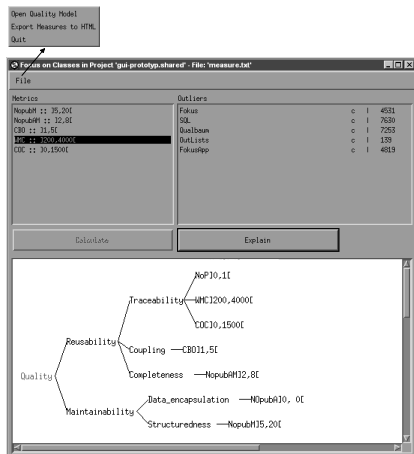 Open Quality Model
Export Measures to HTML
Quit
Focus on Classes in Project 'gui-prototyp.shared' - File: 'measure.txt'
File
Metrics
Outliers
NopubM :: ]5,20[
NopubAM :: ]2,8[
CBO :: ]1,5[
WMC :: ]200,4000[
COC :: ]0,1500[
Fokus c l 4531
SQL c l 7630
Qualbaum c l 7253
OutLists c l 139
FokusApp c l 4819
Calculate
Explain
NoP]0,1[
Traceability WMC]200,4000[
COC]0,1500[
Reusability
Coupling CBO]1,5[
Quality
Completeness NopubAM]2,8[
Data_encapsulation NOpubA]0, 0[
Maintainability
Structuredness NopubM]5,20[